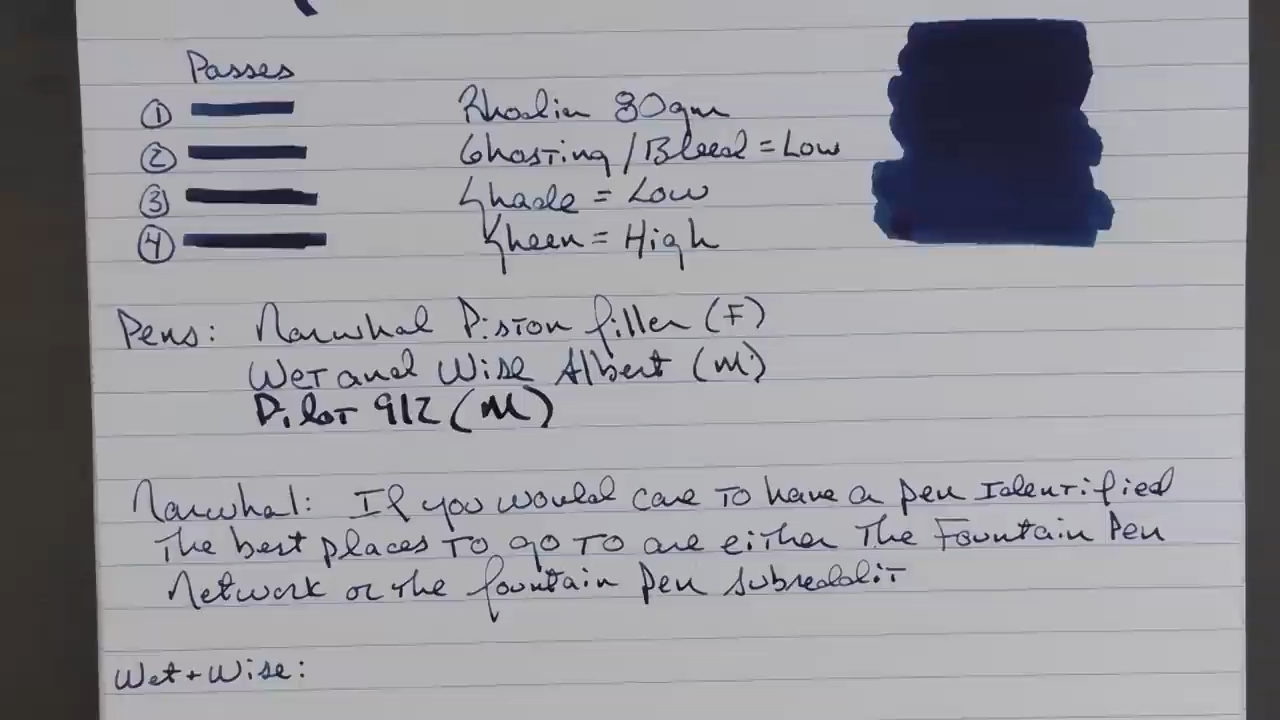 Passes
①
②
③
④
Rhodia 80gm
Ghosting / Bleed = Low
Shade = Low
Sheen = High
Pens: Narwhal Piston filler (F)
Wet and Wise Albert (M)
Pilot 912 (M)
Narwhal: If you would care to have a pen Identified
the best places to go to are either the Fountain Pen
Network or the fountain pen subreddit
Wet + Wise: